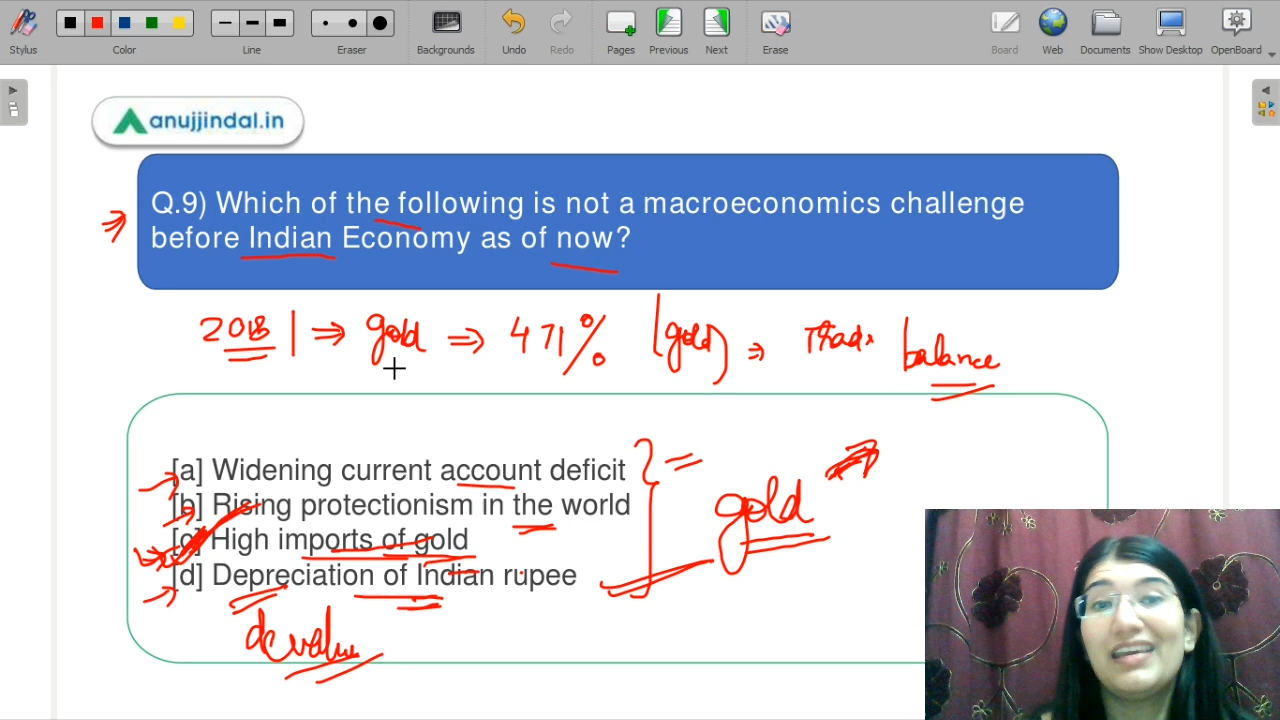 Stylus Color Line Eraser Backgrounds Undo Redo Pages Previous Next Erase Board Web Documents Show Desktop OpenBoard
anujjindal.in
Q.9) Which of the following is not a macroeconomics challenge
before Indian Economy as of now?
2018 | ⇒ gold ⇒ 471% (gold) ⇒ Trade balance
[a] Widening current account deficit
[b] Rising protectionism in the world
gold
[c] High imports of gold
[d] Depreciation of Indian rupee